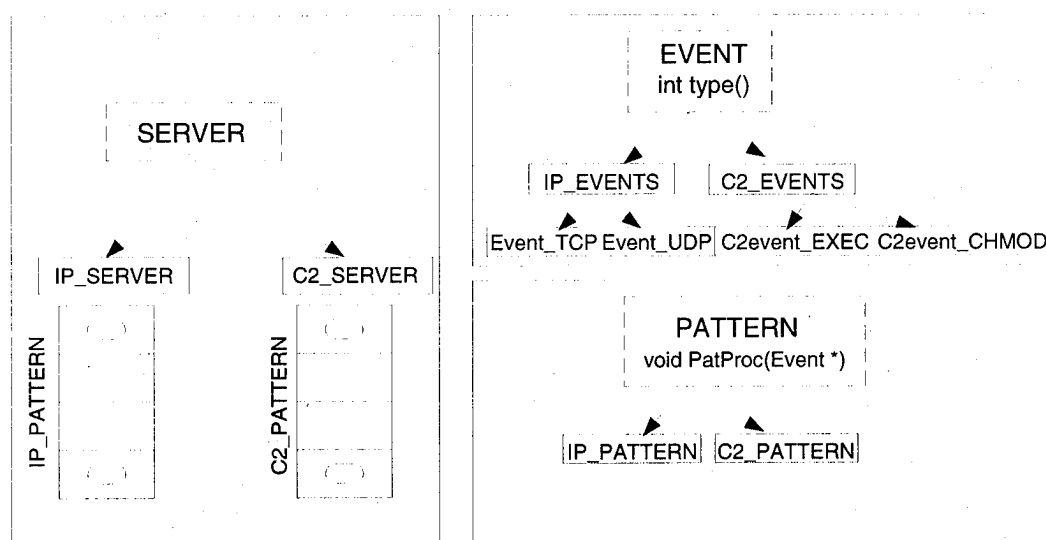 SERVER
IP_SERVER
C2_SERVER
IP_PATTERN
C2_PATTERN
EVENT
int type()
IP_EVENTS
C2_EVENTS
Event_TCP
Event_UDP
C2event_EXEC
C2event_CHMOD
PATTERN
void PatProc(Event *)
IP_PATTERN
C2_PATTERN